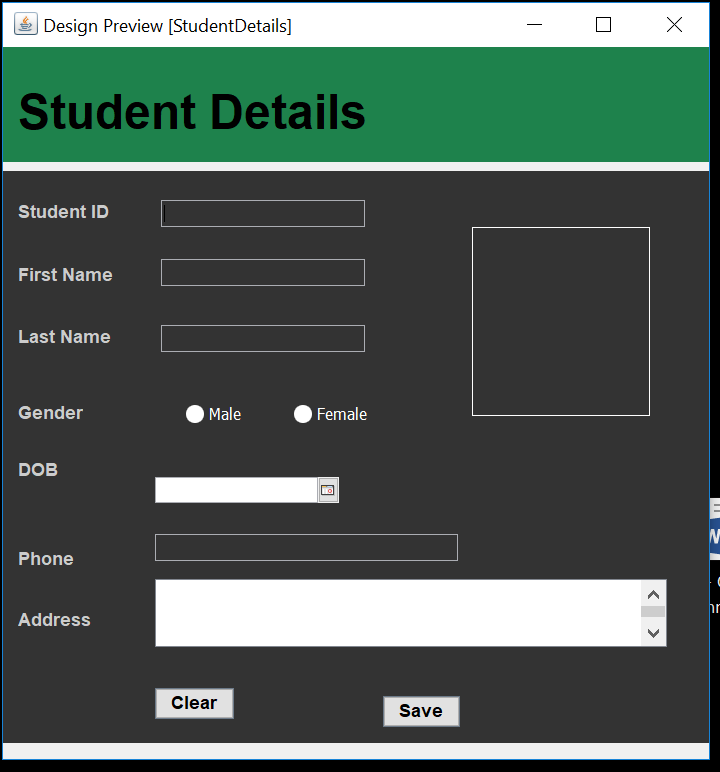 Design Preview [StudentDetails]
Student Details
Student ID
First Name
Last Name
Gender
Male
Female
DOB
Phone
Address
Clear
Save